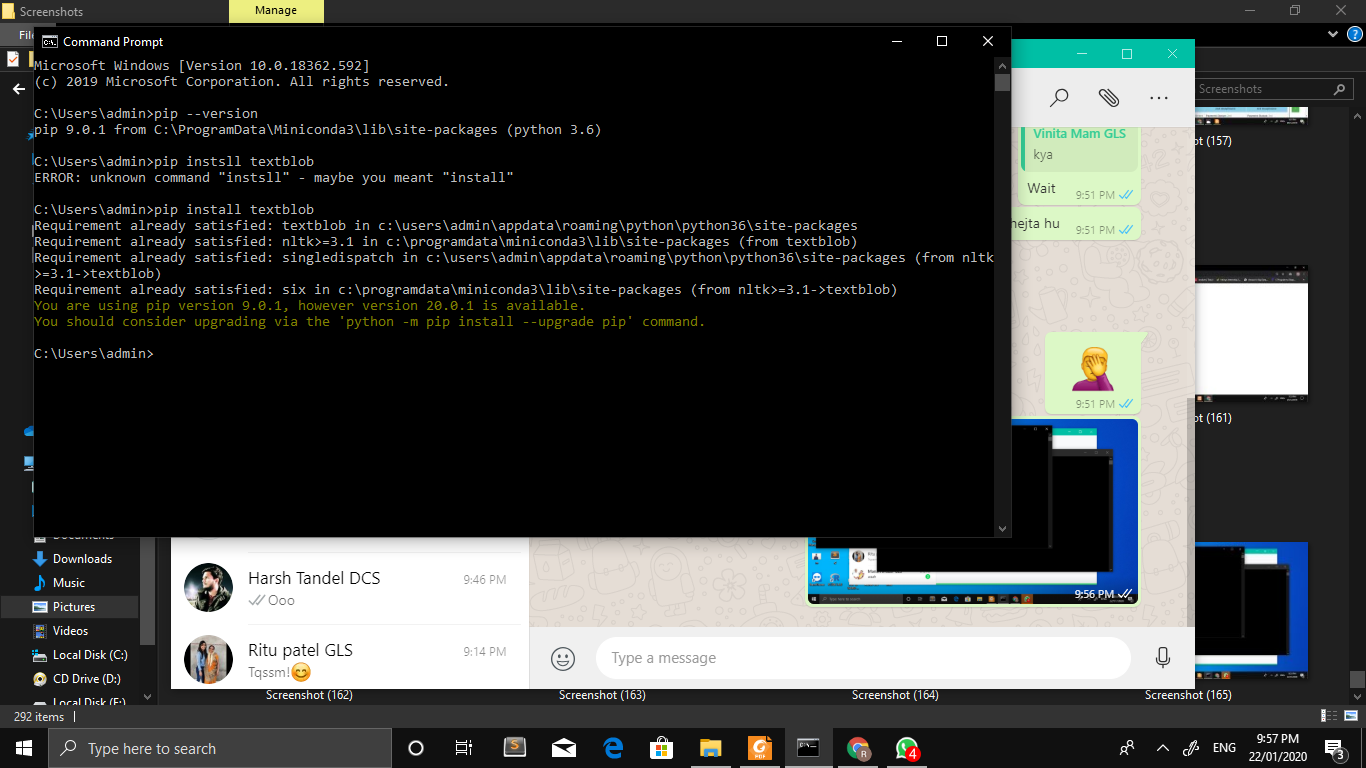 Screenshots
Manage
Fil
Command Prompt
Microsoft Windows [Version 10.0.18362.592]
(c) 2019 Microsoft Corporation. All rights reserved.
C:\Users\admin>pip --version
pip 9.0.1 from C:\ProgramData\Miniconda3\lib\site-packages (python 3.6)
C:\Users\admin>pip instsll textblob
ERROR: unknown command "instsll" - maybe you meant "install"
C:\Users\admin>pip install textblob
Requirement already satisfied: textblob in c:\users\admin\appdata\roaming\python\python36\site-packages
Requirement already satisfied: nltk>=3.1 in c:\programdata\miniconda3\lib\site-packages (from textblob)
Requirement already satisfied: singledispatch in c:\users\admin\appdata\roaming\python\python36\site-packages (from nltk
>=3.1->textblob)
Requirement already satisfied: six in c:\programdata\miniconda3\lib\site-packages (from nltk>=3.1->textblob)
You are using pip version 9.0.1, however version 20.0.1 is available.
You should consider upgrading via the 'python -m pip install --upgrade pip' command.
C:\Users\admin>
Screenshots
Vinita Mam GLS
kya
Wait
9:51 PM
hejta hu
9:51 PM
9:51 PM
9:56 PM
ot (157)
ot (161)
Documents
Downloads
Music
Pictures
Videos
Local Disk (C:)
CD Drive (D:)
Local Disk (E:)
Harsh Tandel DCS
9:46 PM
Ooo
Ritu patel GLS
9:14 PM
Tqssm!😊
Type a message
Screenshot (162)
Screenshot (163)
Screenshot (164)
Screenshot (165)
292 items
Type here to search
PDF
R
4
ENG
9:57 PM
22/01/2020
3